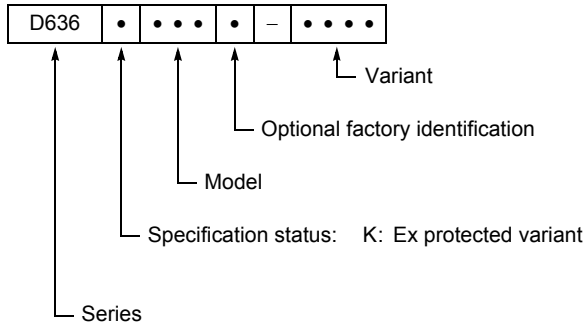 D636 • • • • • – • • • •
Variant
Optional factory identification
Model
Specification status: K: Ex protected variant
Series